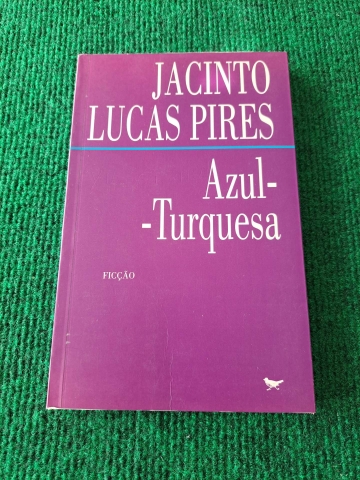 JACINTO
LUCAS PIRES
Azul-
-Turquesa
FICÇÃO